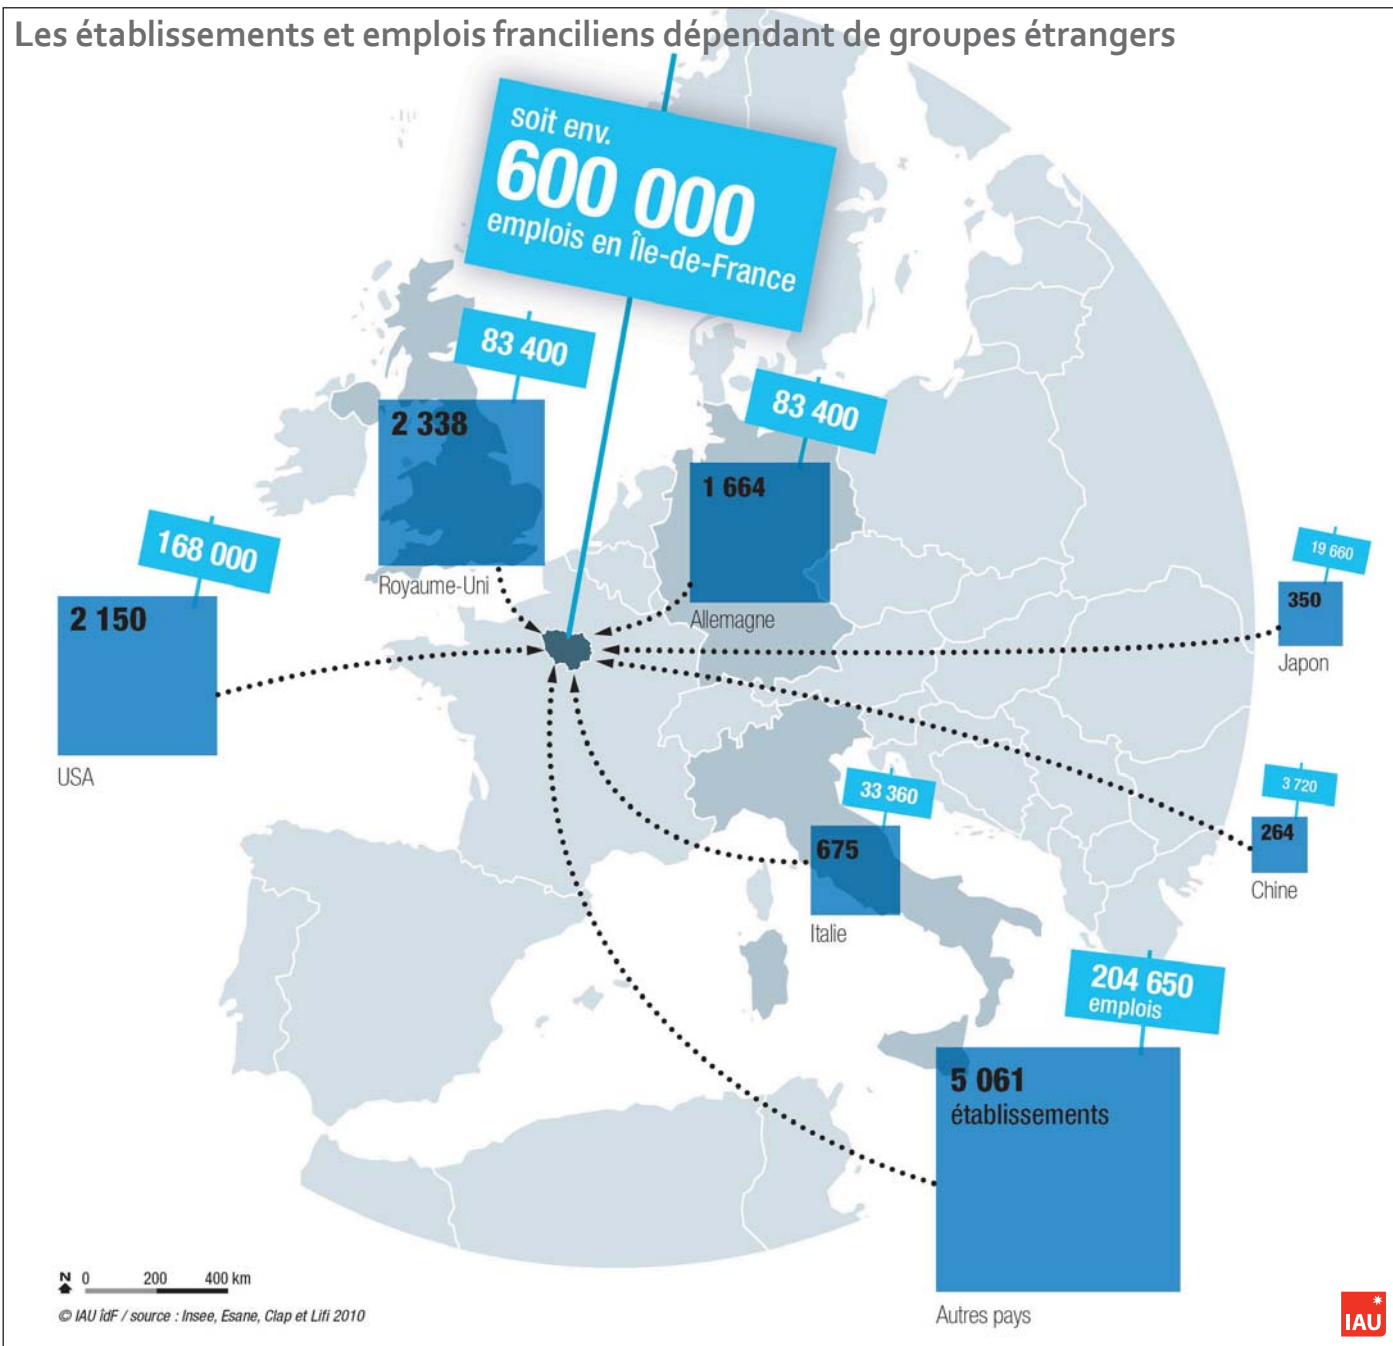 Les établissements et emplois franciliens dépendant de groupes étrangers
soit env.
600 000
emplois en Île-de-France
83 400
2 338
Royaume-Uni
83 400
1 664
Allemagne
168 000
2 150
USA
19 660
350
Japon
3 720
264
Chine
33 360
675
Italie
204 650
emplois
5 061
établissements
Autres pays
N 0 200 400 km
© IAU îdF / source : Insee, Esane, Clap et Lifi 2010
IAU